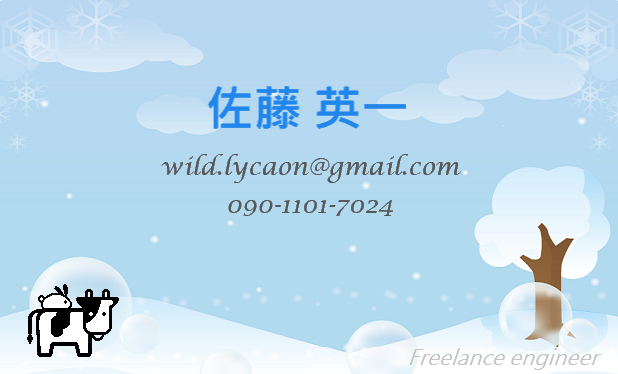 佐藤 英一
wild.lycaon@gmail.com
090-1101-7024
Freelance engineer